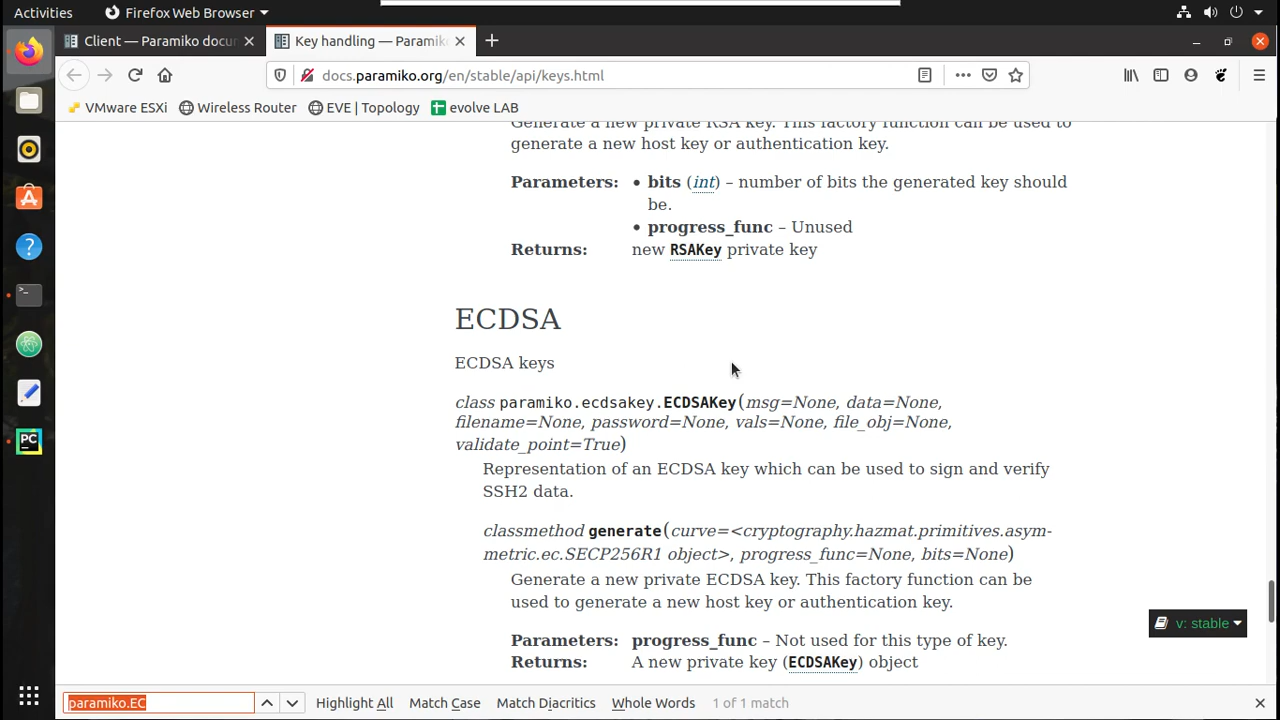 Activities
Firefox Web Browser
Client — Paramiko docu
Key handling — Paramik
docs.paramiko.org/en/stable/api/keys.html
VMware ESXi
Wireless Router
EVE | Topology
evolve LAB
Generate a new private RSA key. This factory function can be used to
generate a new host key or authentication key.
Parameters: • bits (int) – number of bits the generated key should
be.
• progress_func – Unused
Returns: new RSAKey private key
ECDSA
ECDSA keys
class paramiko.ecdsakey.ECDSAKey(msg=None, data=None,
filename=None, password=None, vals=None, file_obj=None,
validate_point=True)
Representation of an ECDSA key which can be used to sign and verify
SSH2 data.
classmethod generate(curve=<cryptography.hazmat.primitives.asym-
metric.ec.SECP256R1 object>, progress_func=None, bits=None)
Generate a new private ECDSA key. This factory function can be
used to generate a new host key or authentication key.
Parameters: progress_func – Not used for this type of key.
Returns: A new private key (ECDSAKey) object
v: stable
PC
paramiko.EC
Highlight All
Match Case
Match Diacritics
Whole Words
1 of 1 match